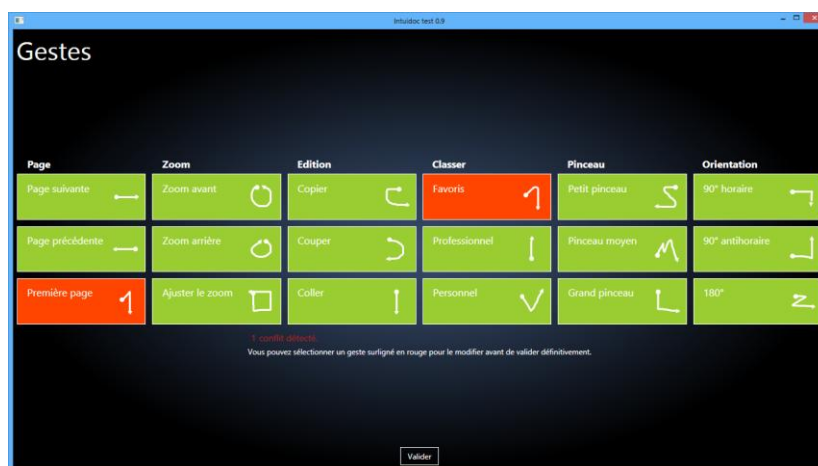 Intuidoc test 0.9
Gestes
Page Zoom Edition Classer Pinceau Orientation
Page suivante Zoom avant Copier Favoris Petit pinceau 90° horaire
Page précédente Zoom arrière Couper Professionnel Pinceau moyen 90° antihoraire
Première page Ajuster le zoom Coller Personnel Grand pinceau 180°
1 conflit détecté.
Vous pouvez sélectionner un geste surligné en rouge pour le modifier avant de valider définitivement.
Valider